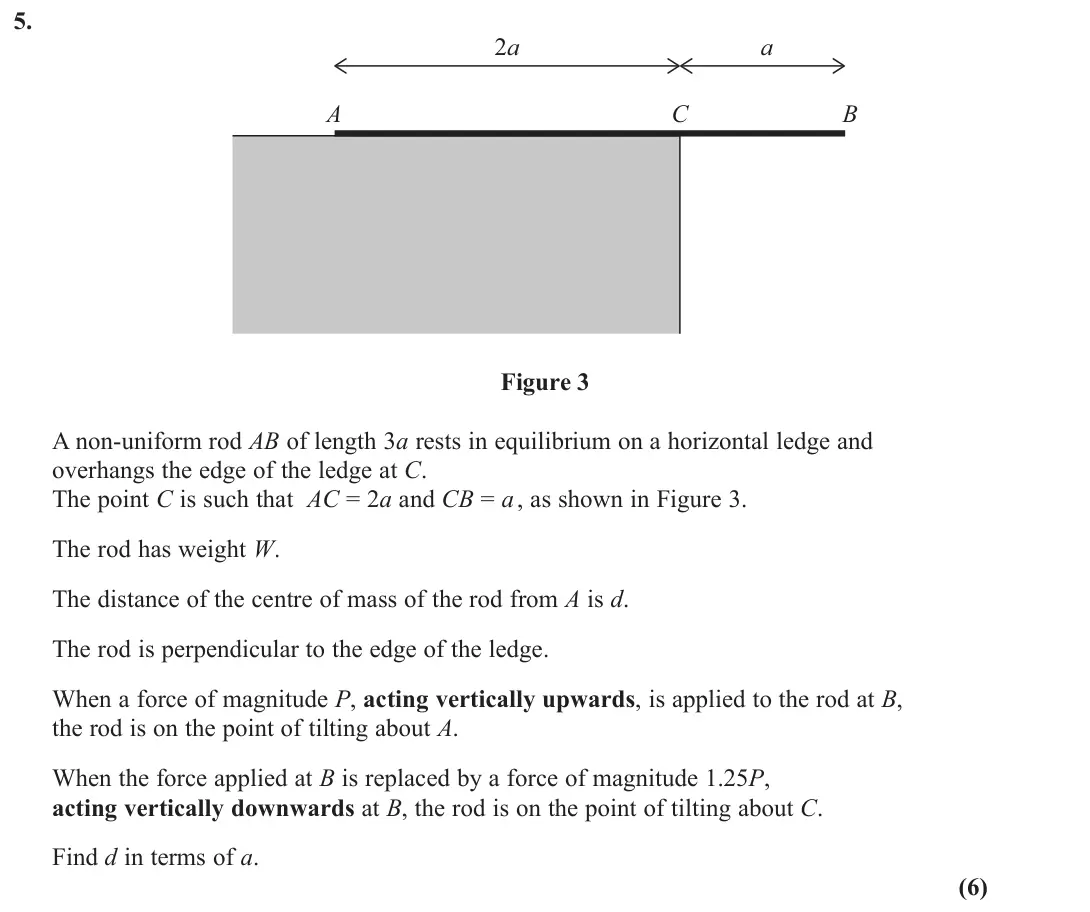 5.
2a a
A C B
Figure 3
A non-uniform rod AB of length 3a rests in equilibrium on a horizontal ledge and
overhangs the edge of the ledge at C.
The point C is such that AC = 2a and CB = a, as shown in Figure 3.
The rod has weight W.
The distance of the centre of mass of the rod from A is d.
The rod is perpendicular to the edge of the ledge.
When a force of magnitude P, acting vertically upwards, is applied to the rod at B,
the rod is on the point of tilting about A.
When the force applied at B is replaced by a force of magnitude 1.25P,
acting vertically downwards at B, the rod is on the point of tilting about C.
Find d in terms of a.
(6)